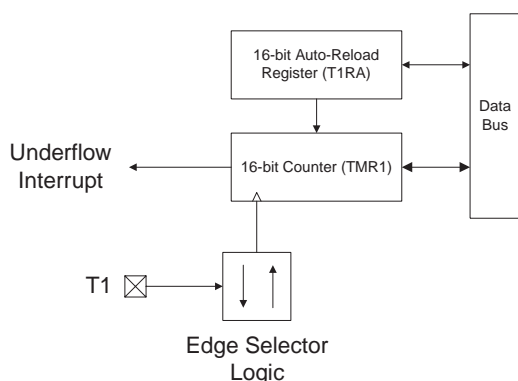 16-bit Auto-Reload
Register (T1RA)
Data
Bus
Underflow
Interrupt
16-bit Counter (TMR1)
T1
Edge Selector
Logic